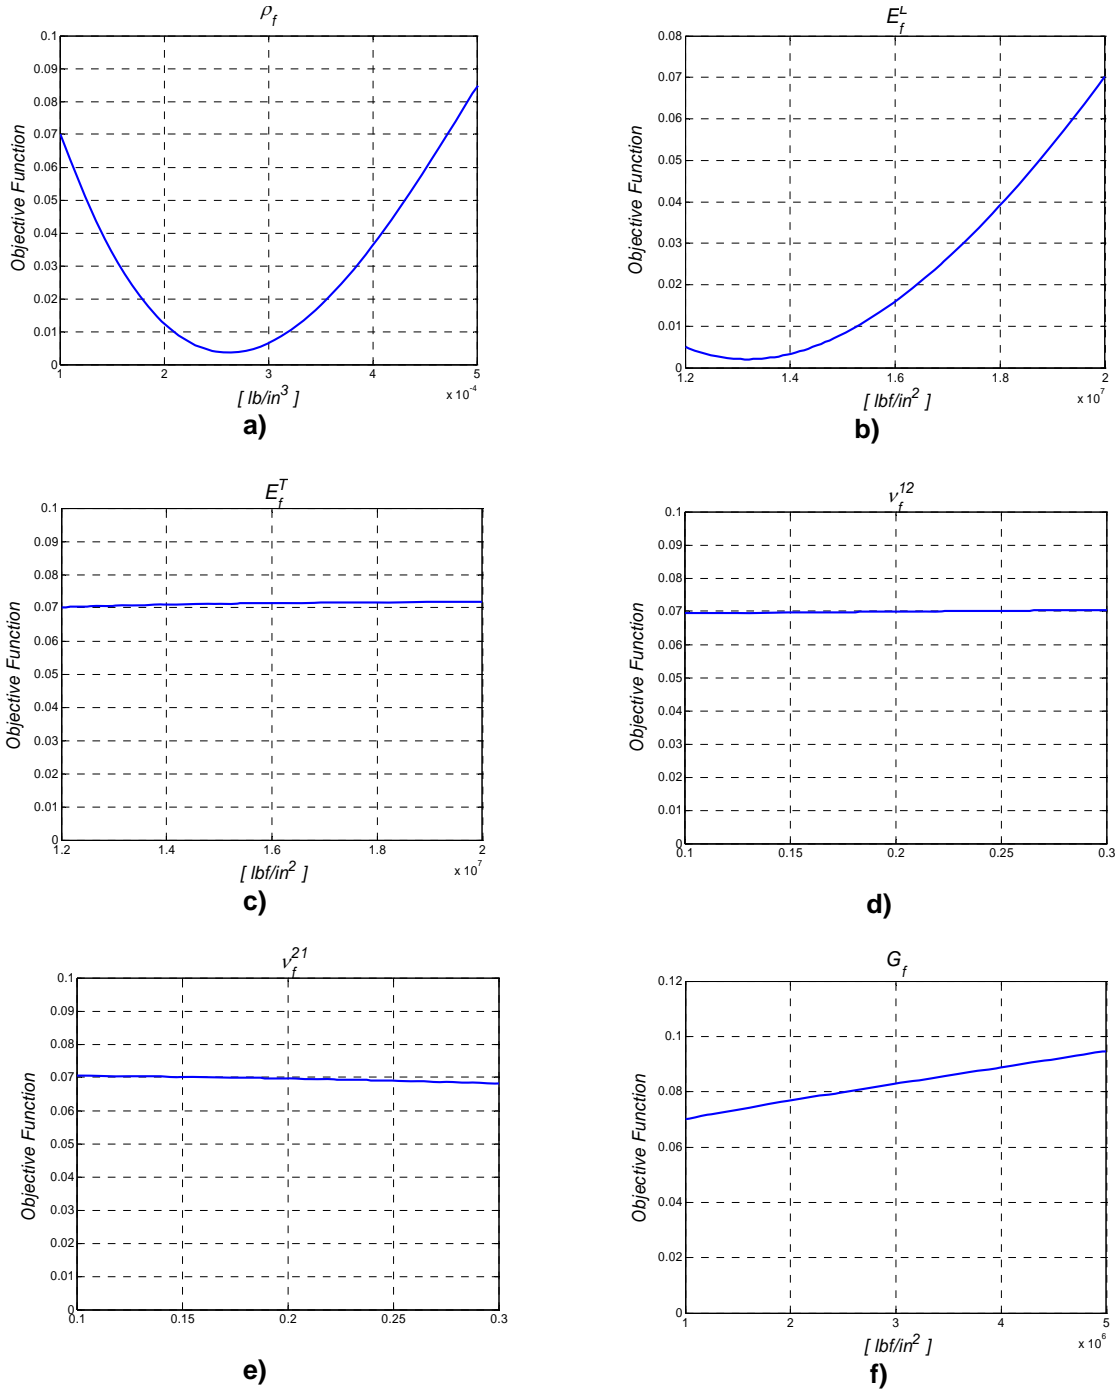 ρ_f
0.1
0.09
0.08
0.07
0.06
0.05
0.04
0.03
0.02
0.01
0
1 2 3 4 5
x 10^-4
Objective Function
[ lb/in^3 ]
a)
E_f^L
0.08
0.07
0.06
0.05
0.04
0.03
0.02
0.01
0
1.2 1.4 1.6 1.8 2
x 10^7
Objective Function
[ lbf/in^2 ]
b)
E_f^T
0.1
0.09
0.08
0.07
0.06
0.05
0.04
0.03
0.02
0.01
0
1.2 1.4 1.6 1.8 2
x 10^7
Objective Function
[ lbf/in^2 ]
c)
ν_f^12
0.1
0.09
0.08
0.07
0.06
0.05
0.04
0.03
0.02
0.01
0
0.1 0.15 0.2 0.25 0.3
Objective Function
d)
ν_f^21
0.1
0.09
0.08
0.07
0.06
0.05
0.04
0.03
0.02
0.01
0
0.1 0.15 0.2 0.25 0.3
Objective Function
e)
G_f
0.12
0.1
0.08
0.06
0.04
0.02
0
1 2 3 4 5
x 10^6
Objective Function
[ lbf/in^2 ]
f)